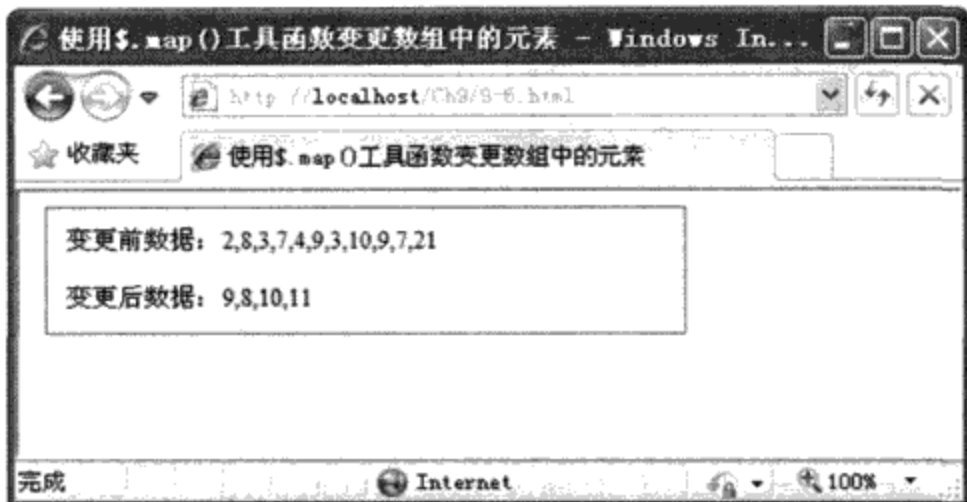 使用$.map()工具函数变更数组中的元素 - Windows In...
http://localhost/Ch9/9-6.html
收藏夹
使用$.map()工具函数变更数组中的元素
变更前数据：2,8,3,7,4,9,3,10,9,7,21
变更后数据：9,8,10,11
完成
Internet
100%